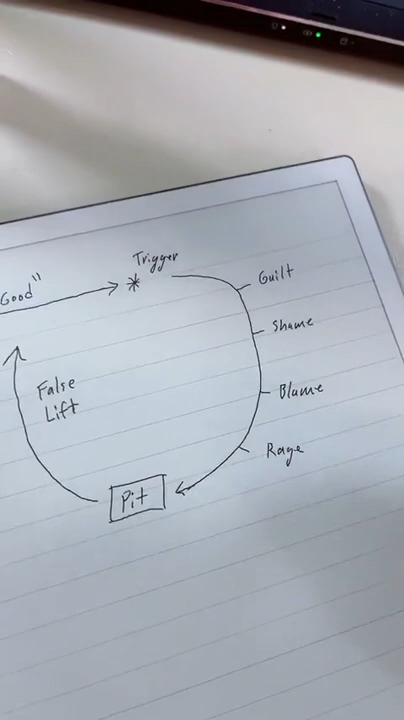 Trigger
Good"
Guilt
Shame
False
Lift
Blame
Rage
Pit